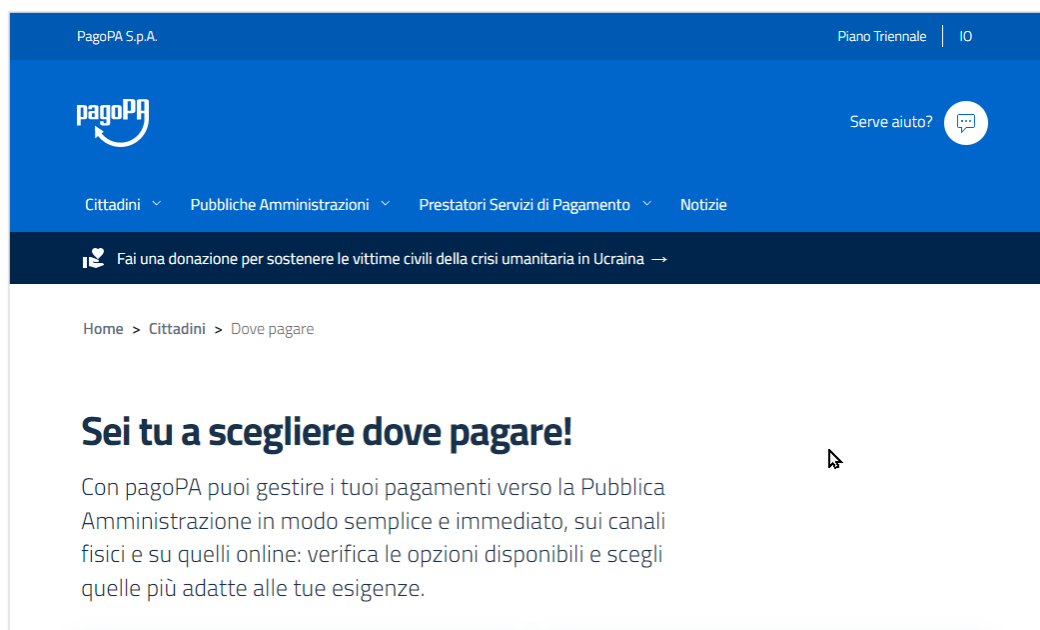 PagoPA S.p.A.
Piano Triennale
IO
pagoPA
Serve aiuto?
Cittadini
Pubbliche Amministrazioni
Prestatori Servizi di Pagamento
Notizie
Fai una donazione per sostenere le vittime civili della crisi umanitaria in Ucraina →
Home > Cittadini > Dove pagare
Sei tu a scegliere dove pagare!
Con pagoPA puoi gestire i tuoi pagamenti verso la Pubblica
Amministrazione in modo semplice e immediato, sui canali
fisici e su quelli online: verifica le opzioni disponibili e scegli
quelle più adatte alle tue esigenze.